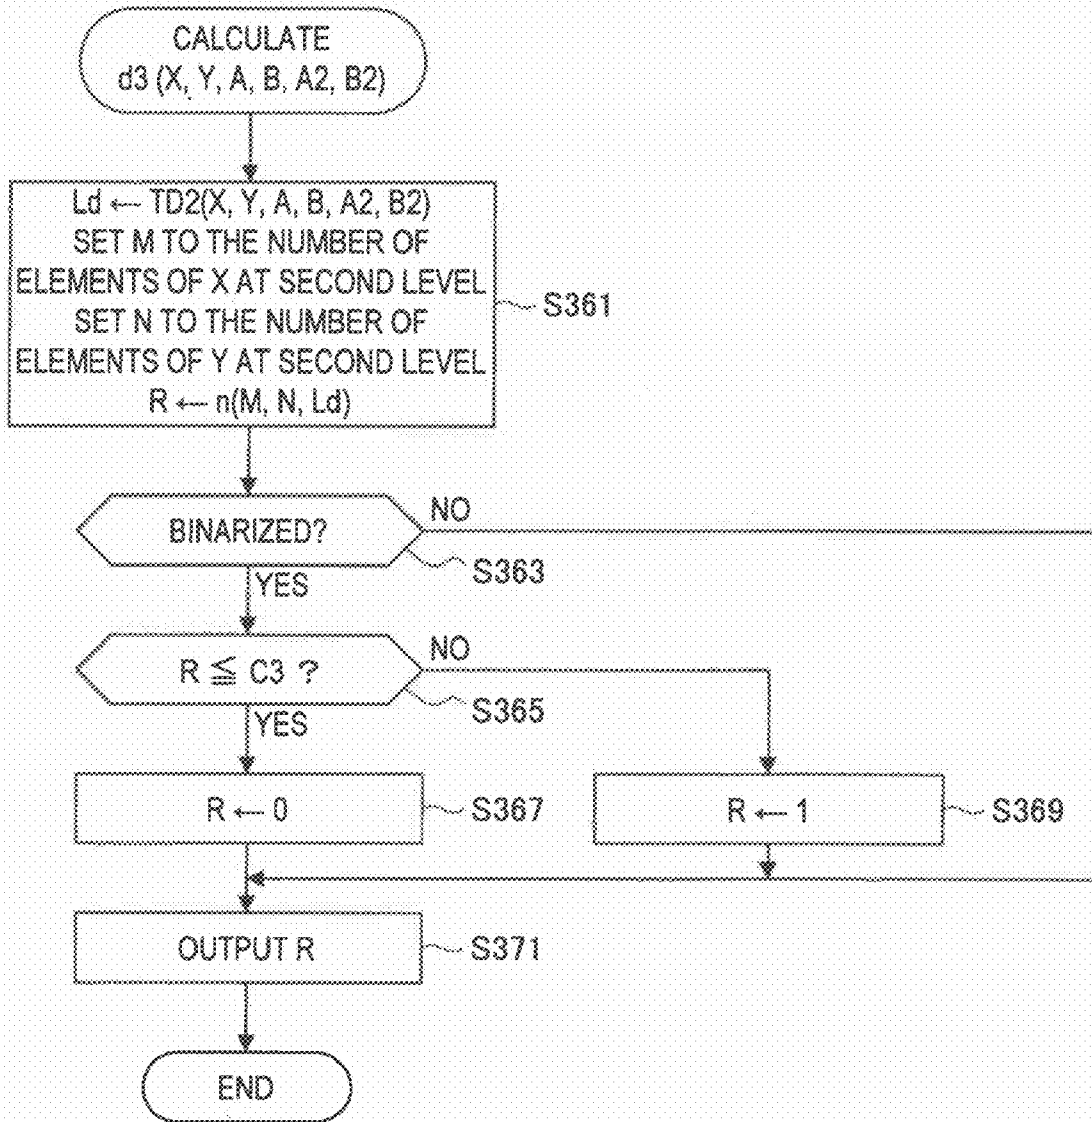 CALCULATE
d3 (X, Y, A, B, A2, B2)
Ld ← TD2(X, Y, A, B, A2, B2)
SET M TO THE NUMBER OF
ELEMENTS OF X AT SECOND LEVEL
SET N TO THE NUMBER OF
ELEMENTS OF Y AT SECOND LEVEL
R ← n(M, N, Ld)
S361
BINARIZED?
NO
S363
YES
R ≦ C3 ?
NO
S365
YES
R ← 0
S367
R ← 1
S369
OUTPUT R
S371
END